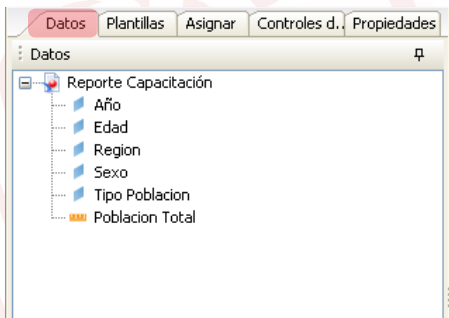 Datos Plantillas Asignar Controles d.. Propiedades
Datos
Reporte Capacitación
Año
Edad
Region
Sexo
Tipo Poblacion
Poblacion Total